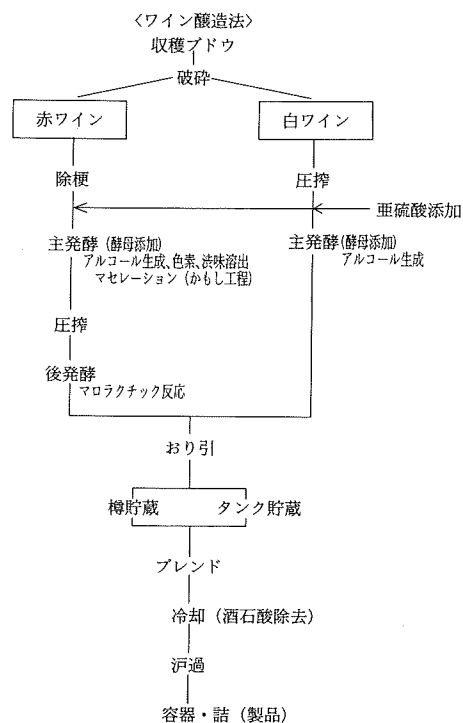 〈ワイン醸造法〉
収穫ブドウ
破砕
赤ワイン
白ワイン
除梗
圧搾
亜硫酸添加
主発酵（酵母添加）
アルコール生成、色素、渋味溶出
マセレーション（かもし工程）
主発酵（酵母添加）
アルコール生成
圧搾
後発酵
マロラクチック反応
おり引
樽貯蔵
タンク貯蔵
ブレンド
冷却（酒石酸除去）
沪過
容器・詰（製品）